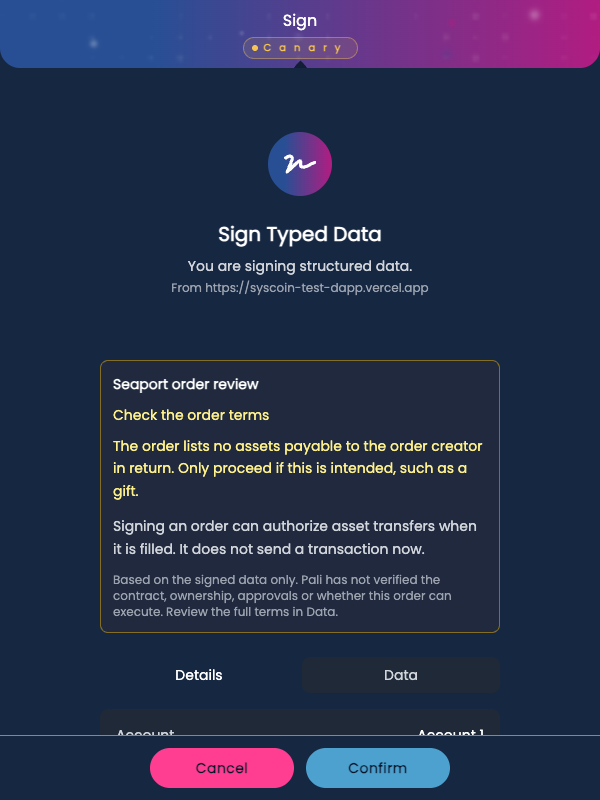 Sign
Canary
Sign Typed Data
You are signing structured data.
From https://syscoin-test-dapp.vercel.app
Seaport order review
Check the order terms
The order lists no assets payable to the order creator
in return. Only proceed if this is intended, such as a
gift.
Signing an order can authorize asset transfers when
it is filled. It does not send a transaction now.
Based on the signed data only. Pali has not verified the
contract, ownership, approvals or whether this order can
execute. Review the full terms in Data.
Details Data
Account Account 1
Cancel Confirm